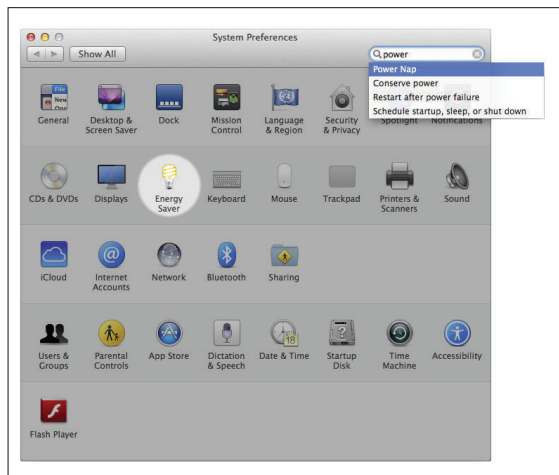 System Preferences
Show All
power
Power Nap
Conserve power
Restart after power failure
Schedule startup, sleep, or shut down
File
New
General
Desktop &
Screen Saver
Dock
Mission
Control
Language
& Region
Security
& Privacy
Spotlight
Notifications
CDs & DVDs
Displays
Energy
Saver
Keyboard
Mouse
Trackpad
Printers &
Scanners
Sound
iCloud
@
Internet
Accounts
Network
Bluetooth
Sharing
Users &
Groups
Parental
Controls
App Store
Dictation
& Speech
18
Date & Time
?
Startup
Disk
Time
Machine
Accessibility
Flash Player